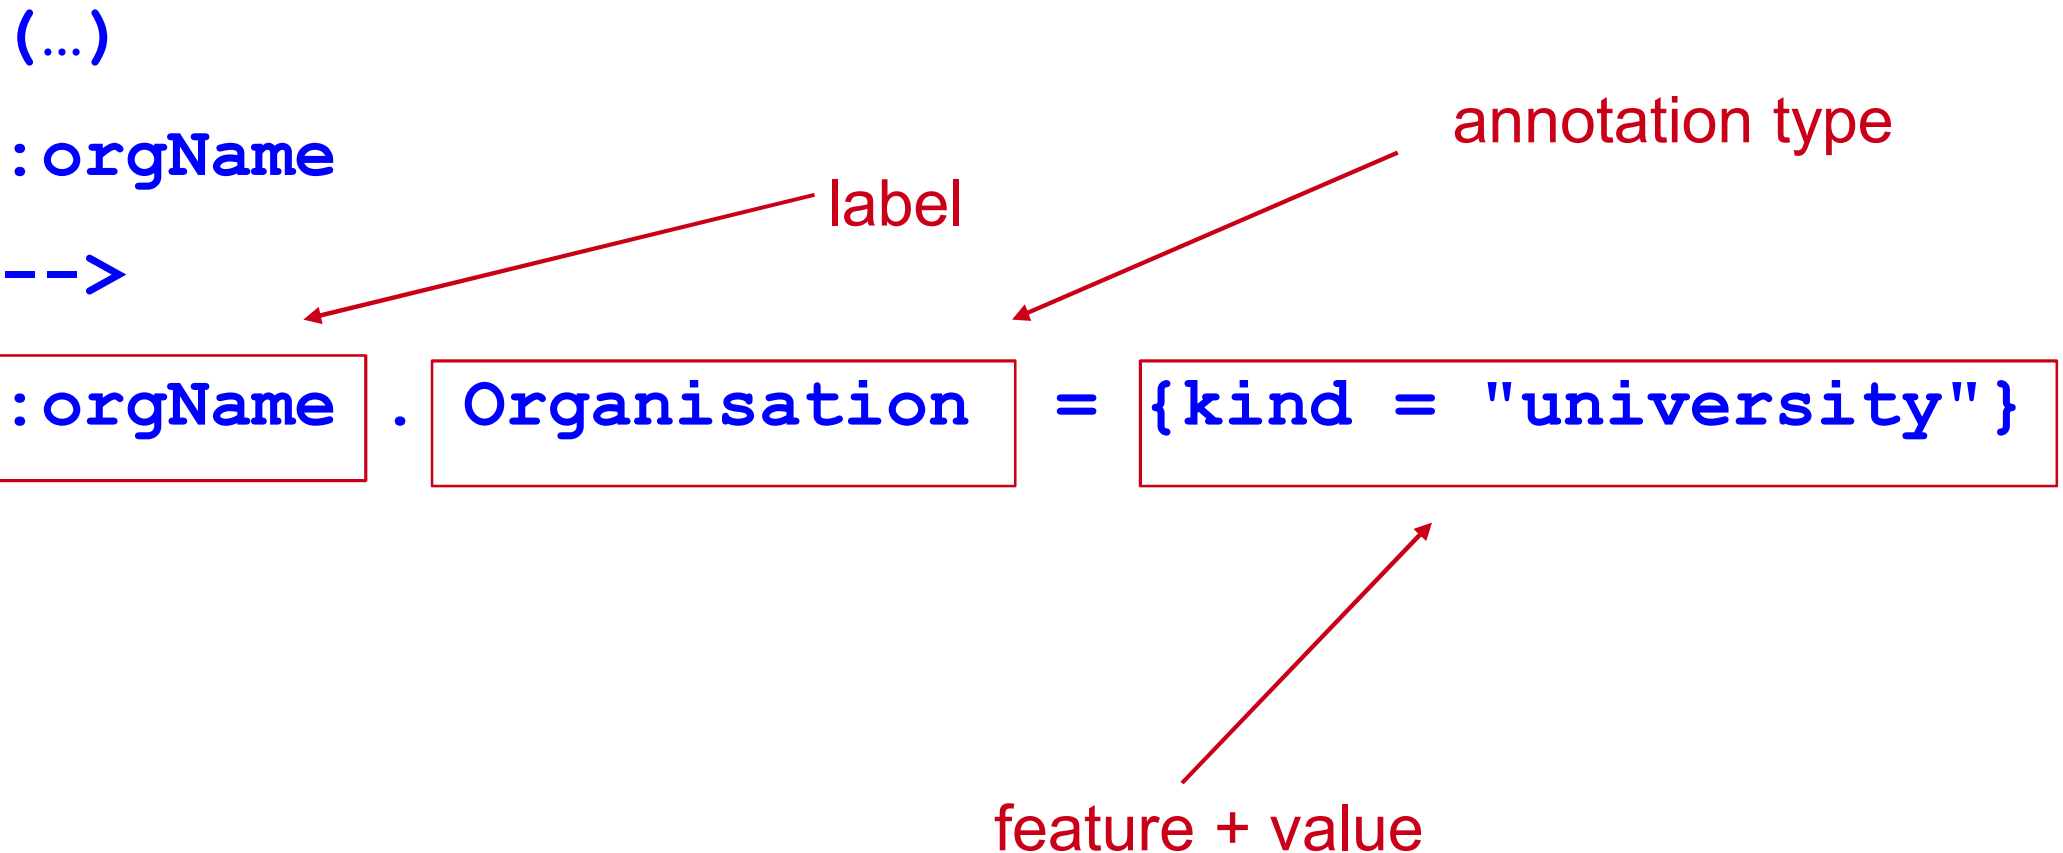 (…)
annotation type
:orgName
label
-->
:orgName . Organisation = {kind = "university"}
feature + value